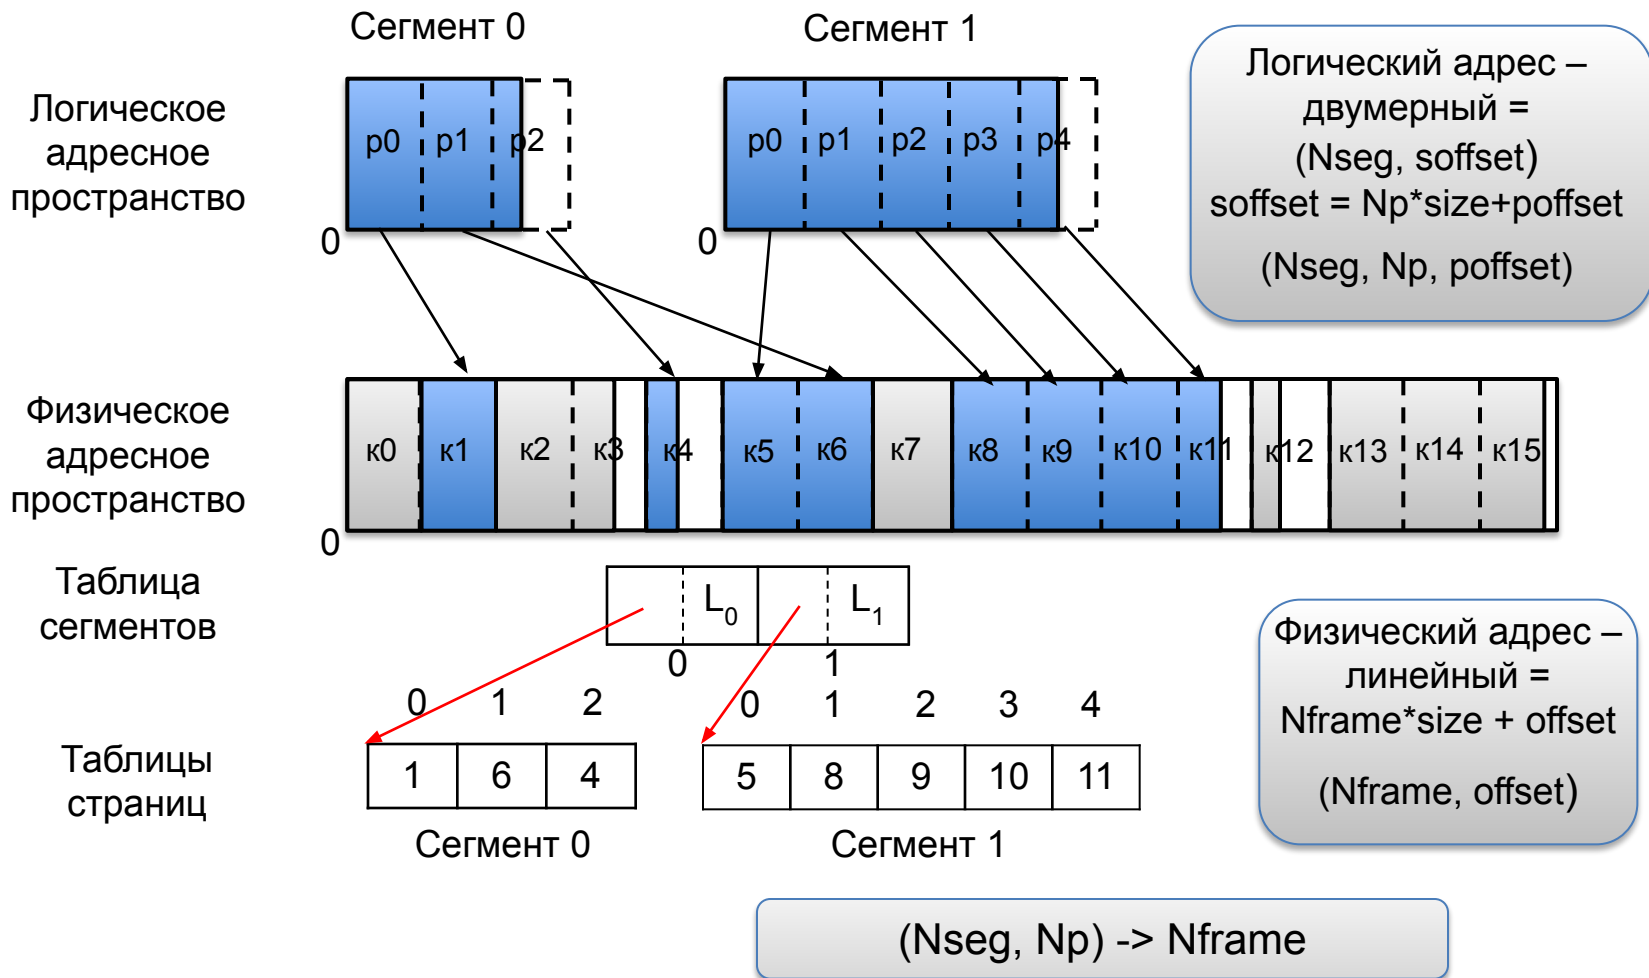 Сегмент 0
Сегмент 1
Логическое
адресное
пространство
p0
p1
p2
0
p0
p1
p2
p3
p4
0
Логический адрес –
двумерный =
(Nseg, soffset)
soffset = Np*size+poffset
(Nseg, Np, poffset)
Физическое
адресное
пространство
к0
к1
к2
к3
к4
к5
к6
к7
к8
к9
к10
к11
к12
к13
к14
к15
0
Таблица
сегментов
L0
L1
0
1
Физический адрес –
линейный =
Nframe*size + offset
(Nframe, offset)
0 1 2
0 1 2 3 4
Таблицы
страниц
1 6 4
5 8 9 10 11
Сегмент 0
Сегмент 1
(Nseg, Np) -> Nframe